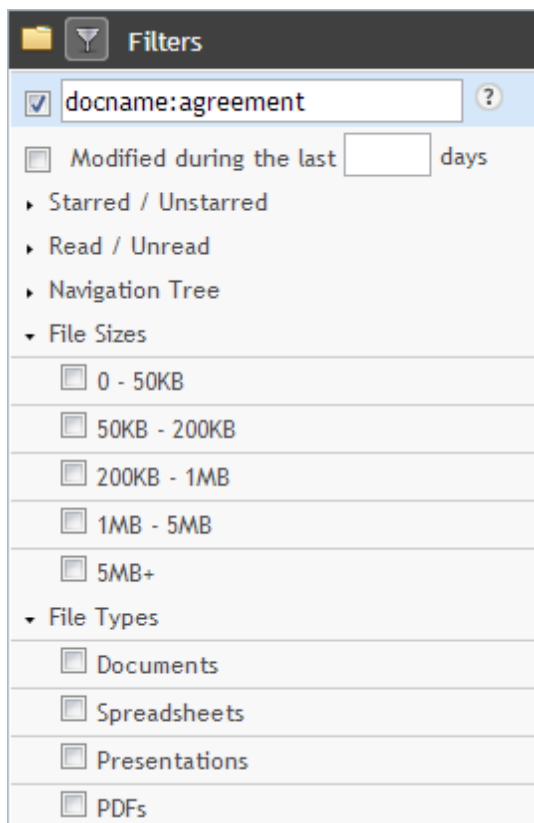 Filters
docname:agreement ?
Modified during the last days
Starred / Unstarred
Read / Unread
Navigation Tree
File Sizes
0 - 50KB
50KB - 200KB
200KB - 1MB
1MB - 5MB
5MB+
File Types
Documents
Spreadsheets
Presentations
PDFs